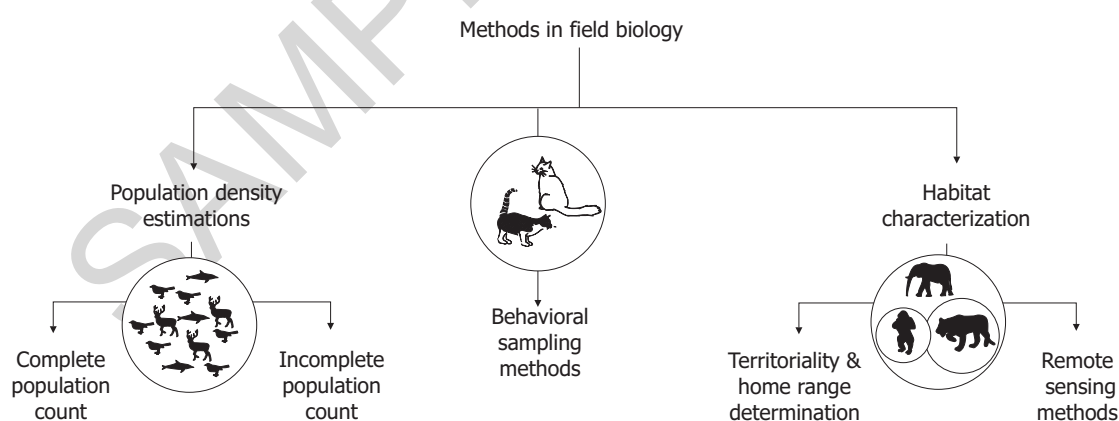 Methods in field biology
Population density
estimations
Habitat
characterization
Behavioral
sampling
methods
Complete
population
count
Incomplete
population
count
Territoriality &
home range
determination
Remote
sensing
methods
SAMP